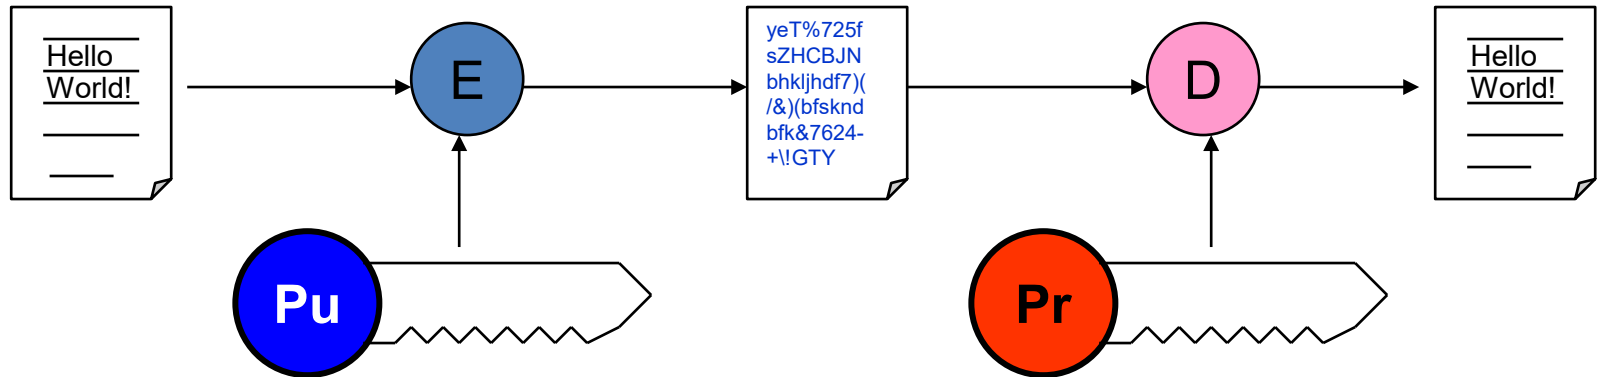 Hello
World!
E
yeT%725f
sZHCBJN
bhkljhdf7)(
/&)(bfsknd
bfk&7624-
+\!GTY
D
Hello
World!
Pu
Pr